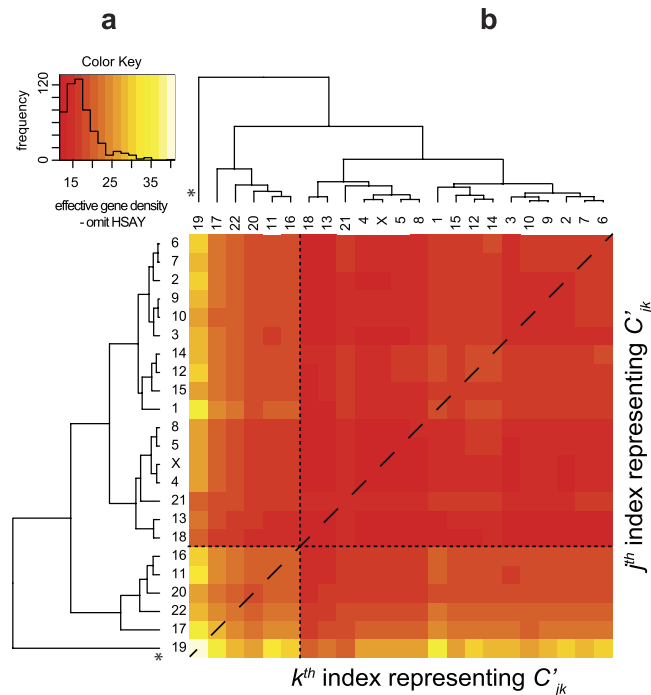 a
b
Color Key
frequency
0 120
15 25 35
effective gene density
- omit HSAY
*
19 17 22 20 11 16 18 13 21 4 X 5 8 1 15 12 14 3 10 9 2 7 6
6
7
2
9
10
3
14
12
15
1
8
5
X
4
21
13
18
16
11
20
22
17
19
*
jth index representing C'jk
kth index representing C'jk